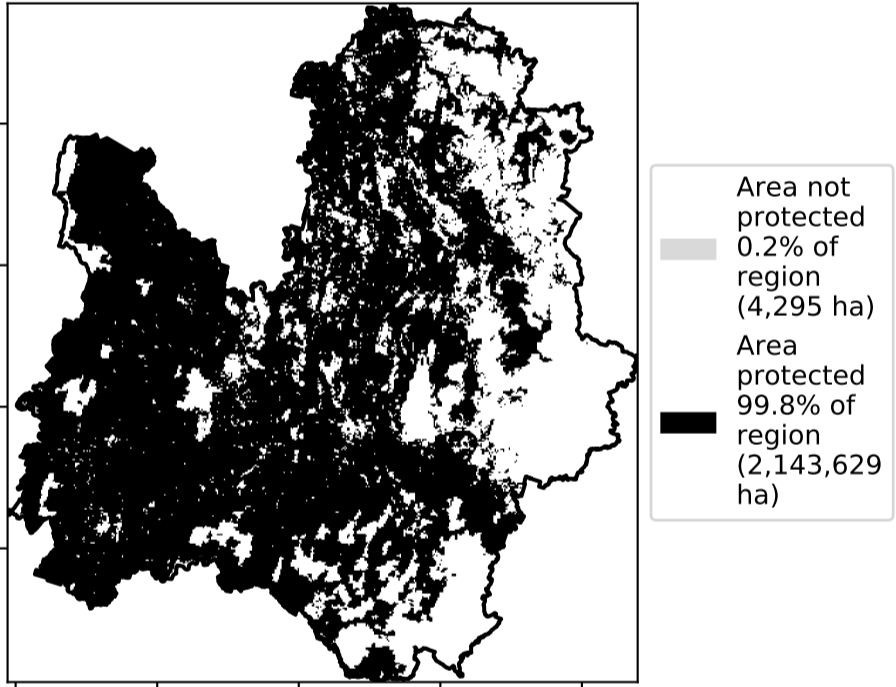 Area not
protected
0.2% of
region
(4,295 ha)
Area
protected
99.8% of
region
(2,143,629
ha)